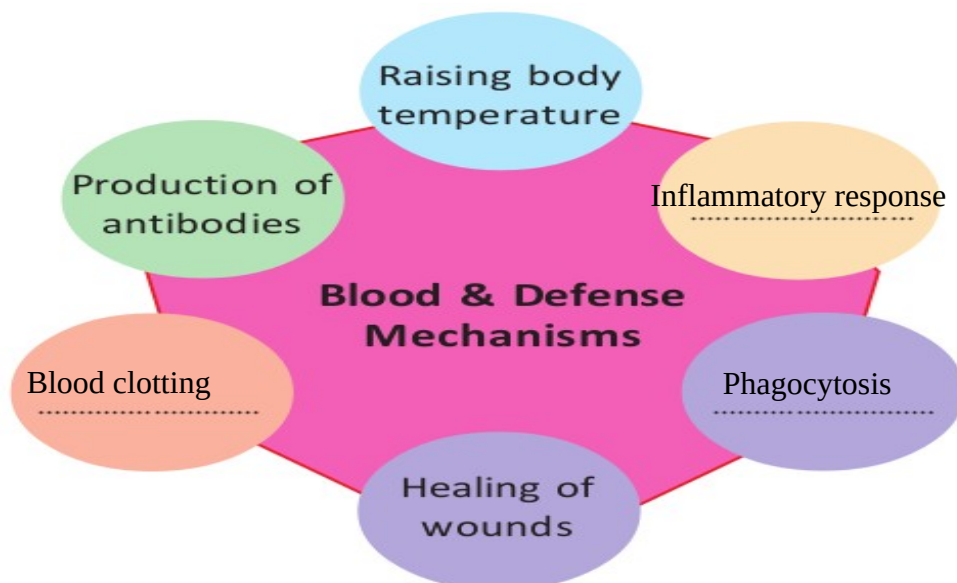 Raising body
temperature
Production of
antibodies
Inflammatory response
Blood & Defense
Mechanisms
Blood clotting
Phagocytosis
Healing of
wounds